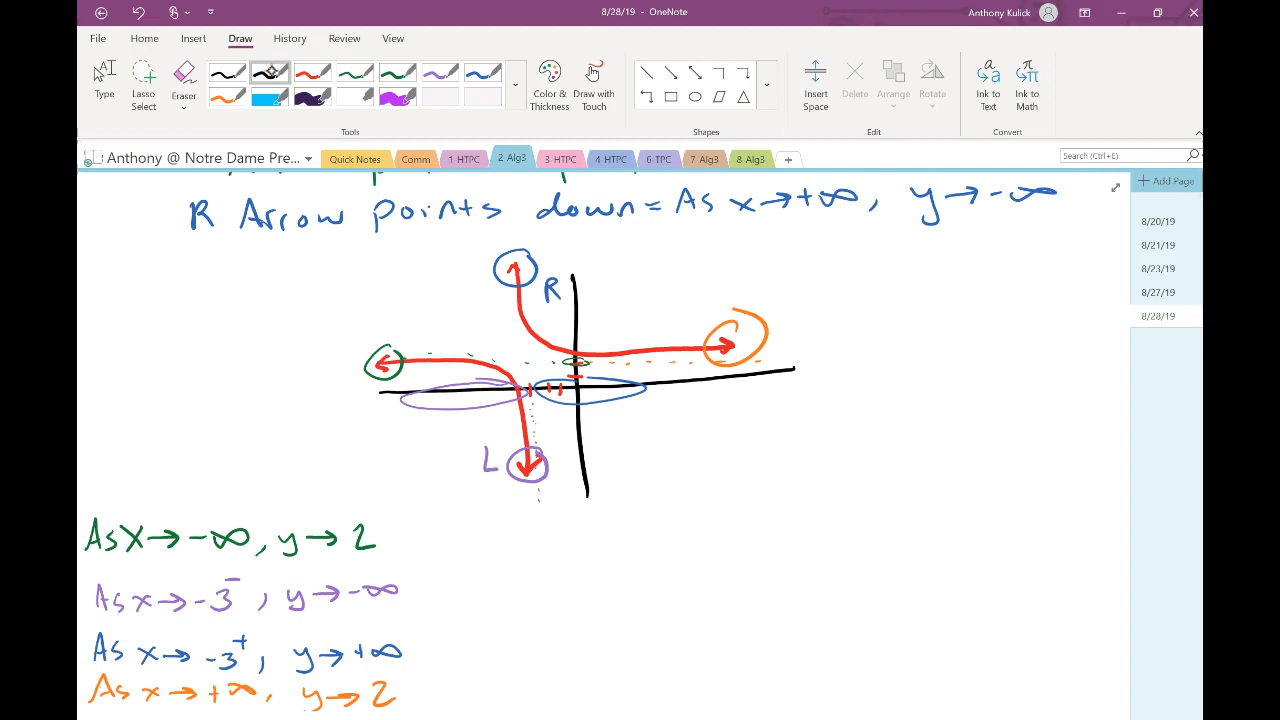 8/28/19 - OneNote
Anthony Kulick
File Home Insert Draw History Review View
Type
Lasso Select
Eraser
Color & Thickness
Draw with Touch
Insert Space
Delete
Arrange
Rotate
Ink to Text
Ink to Math
Tools
Shapes
Edit
Convert
Anthony @ Notre Dame Pre... Quick Notes Comm 1 HTPC 2 Alg3 3 HTPC 4 HTPC 6 TPC 7 Alg3 8 Alg3 +
Search (Ctrl+E)
+ Add Page
8/20/19
8/21/19
8/23/19
8/27/19
8/28/19
R Arrow points down = As x → +∞, y → -∞
R
L
As X → -∞, y → 2
As x → -3⁻, y → -∞
As x → -3⁺, y → +∞
As x → +∞, y → 2